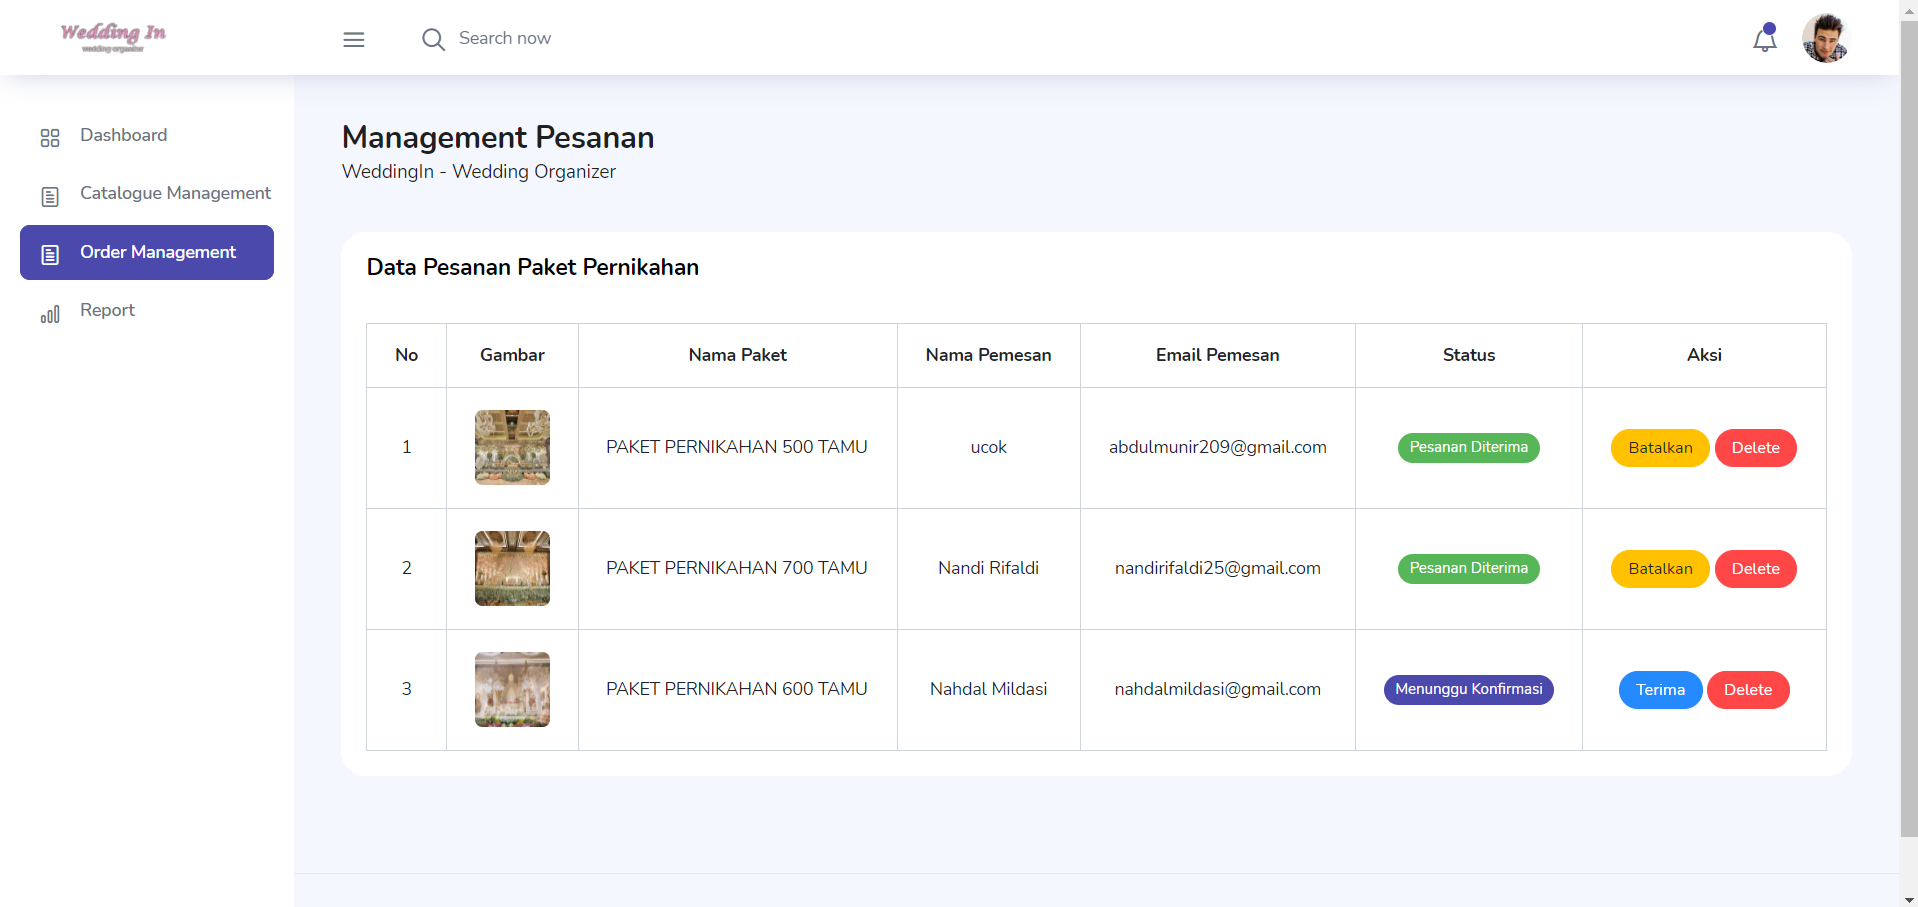 Wedding In
wedding organizer
Search now
Dashboard
Catalogue Management
Order Management
Report
Management Pesanan
WeddingIn - Wedding Organizer
Data Pesanan Paket Pernikahan
No Gambar Nama Paket Nama Pemesan Email Pemesan Status Aksi
1 PAKET PERNIKAHAN 500 TAMU ucok abdulmunir209@gmail.com Pesanan Diterima Batalkan Delete
2 PAKET PERNIKAHAN 700 TAMU Nandi Rifaldi nandirifaldi25@gmail.com Pesanan Diterima Batalkan Delete
3 PAKET PERNIKAHAN 600 TAMU Nahdal Mildasi nahdalmildasi@gmail.com Menunggu Konfirmasi Terima Delete